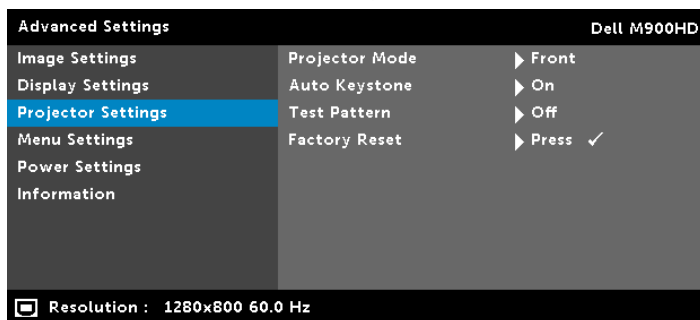 Advanced Settings Dell M900HD
Image Settings Projector Mode Front
Display Settings Auto Keystone On
Projector Settings Test Pattern Off
Menu Settings Factory Reset Press ✓
Power Settings
Information
Resolution : 1280x800 60.0 Hz